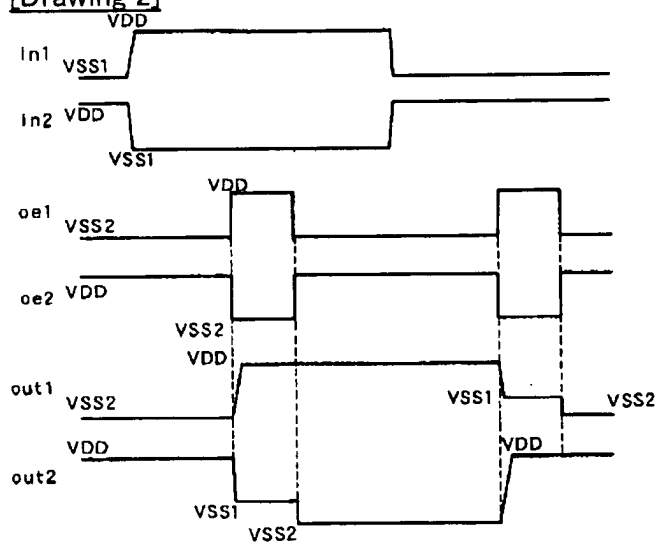 [Drawing 2]
VDD
in1
VSS1
in2 VDD
VSS1
VDD
oe1
VSS2
oe2 VDD
VSS2
VDD
out1
VSS2
VSS1
VSS2
VDD
VDD
out2
VSS1
VSS2